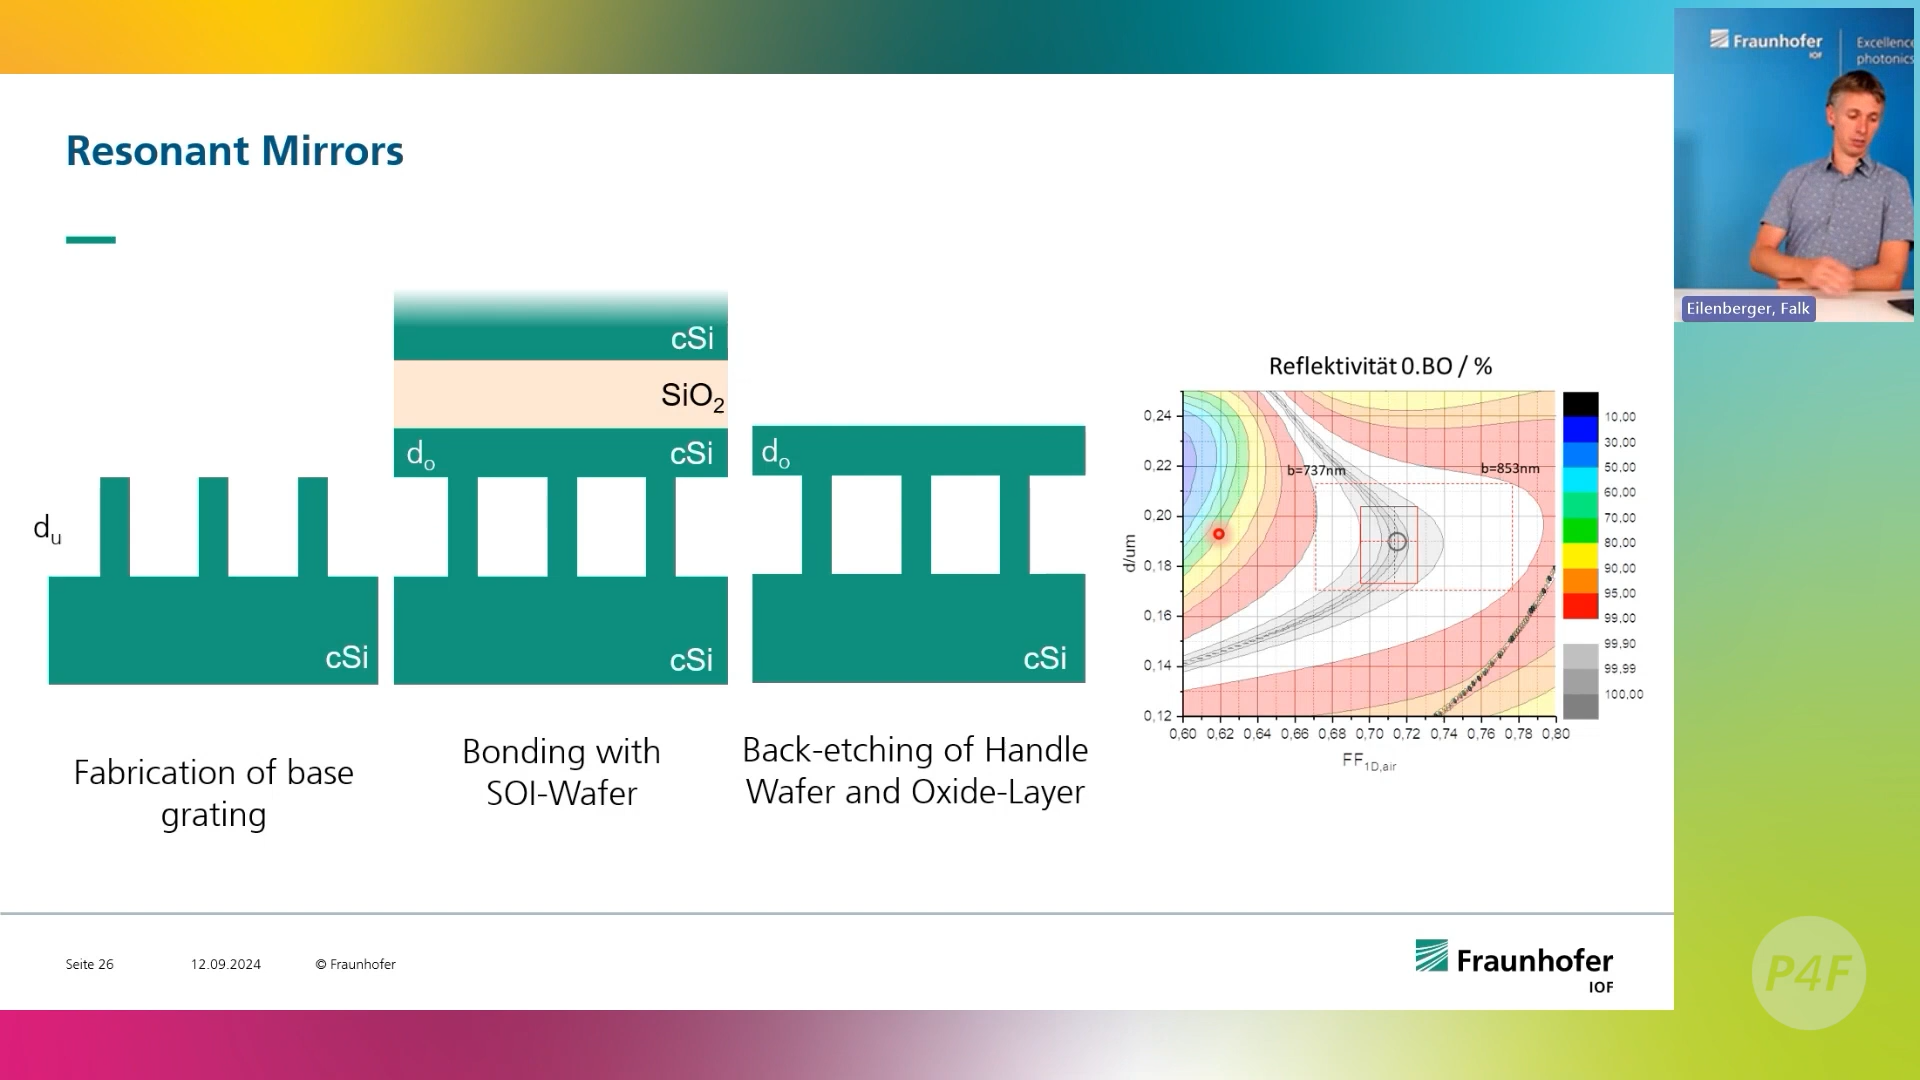 Resonant Mirrors
cSi
SiO2
do
cSi
cSi
du
cSi
do
cSi
Fabrication of base
grating
Bonding with
SOI-Wafer
Back-etching of Handle
Wafer and Oxide-Layer
Reflektivität 0.BO / %
d/um
0,24
0,22
0,20
0,18
0,16
0,14
0,12
b=737nm
b=853nm
0,60 0,62 0,64 0,66 0,68 0,70 0,72 0,74 0,76 0,78 0,80
FF1D,air
10,00
30,00
50,00
60,00
70,00
80,00
90,00
95,00
99,00
99,90
99,99
100,00
Seite 26
12.09.2024
© Fraunhofer
Fraunhofer
IOF
Fraunhofer
IOF
Excellence
photonics
Eilenberger, Falk
P4F